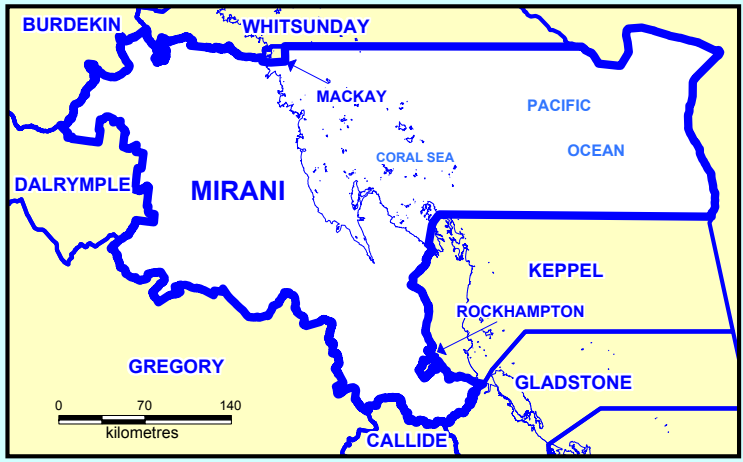 BURDEKIN
WHITSUNDAY
MACKAY
PACIFIC
OCEAN
CORAL SEA
DALRYMPLE
MIRANI
KEPPEL
ROCKHAMPTON
GREGORY
GLADSTONE
0 70 140
kilometres
CALLIDE